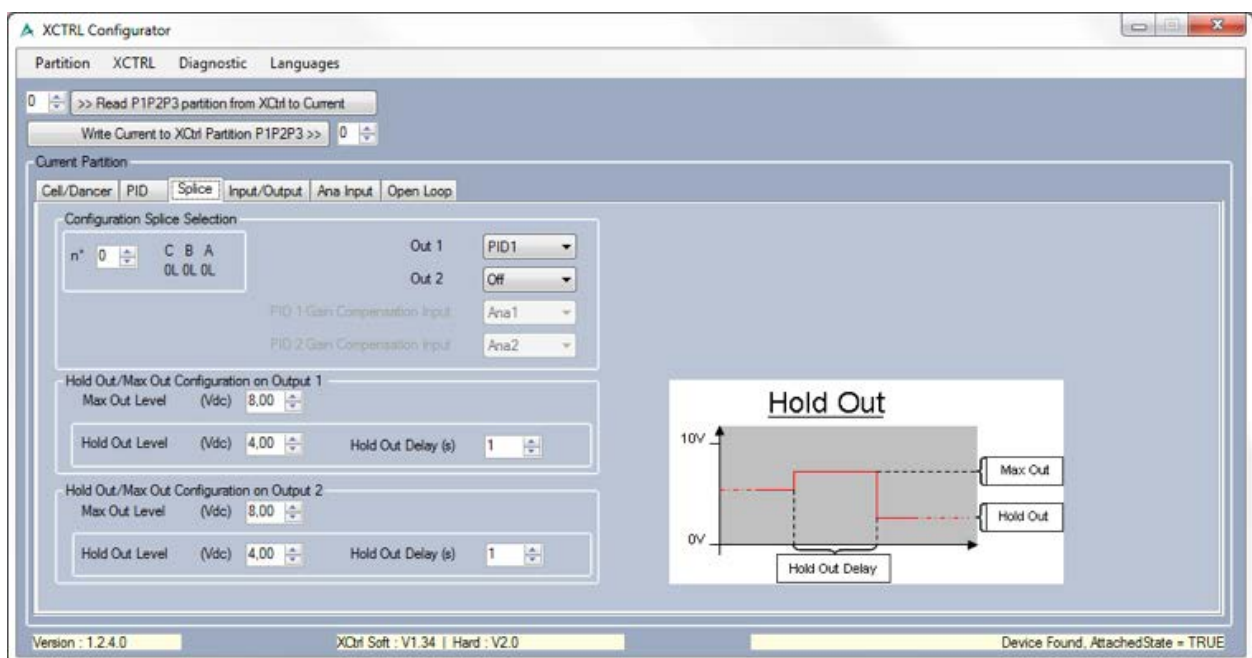 XCTRL Configurator
Partition XCTRL Diagnostic Languages
0 >> Read P1P2P3 partition from XCtrl to Current
Write Current to XCtrl Partition P1P2P3 >> 0
Current Partition
Cell/Dancer PID Splice Input/Output Ana Input Open Loop
Configuration Splice Selection
n° 0 C B A
0L 0L 0L
Out 1 PID1
Out 2 Off
PID 1 Gain Compensation Input Ana1
PID 2 Gain Compensation Input Ana2
Hold Out/Max Out Configuration on Output 1
Max Out Level (Vdc) 8,00
Hold Out Level (Vdc) 4,00 Hold Out Delay (s) 1
Hold Out/Max Out Configuration on Output 2
Max Out Level (Vdc) 8,00
Hold Out Level (Vdc) 4,00 Hold Out Delay (s) 1
Hold Out
10V
Max Out
Hold Out
0V
Hold Out Delay
Version : 1.2.4.0 XCtrl Soft : V1.34 | Hard : V2.0 Device Found, AttachedState = TRUE